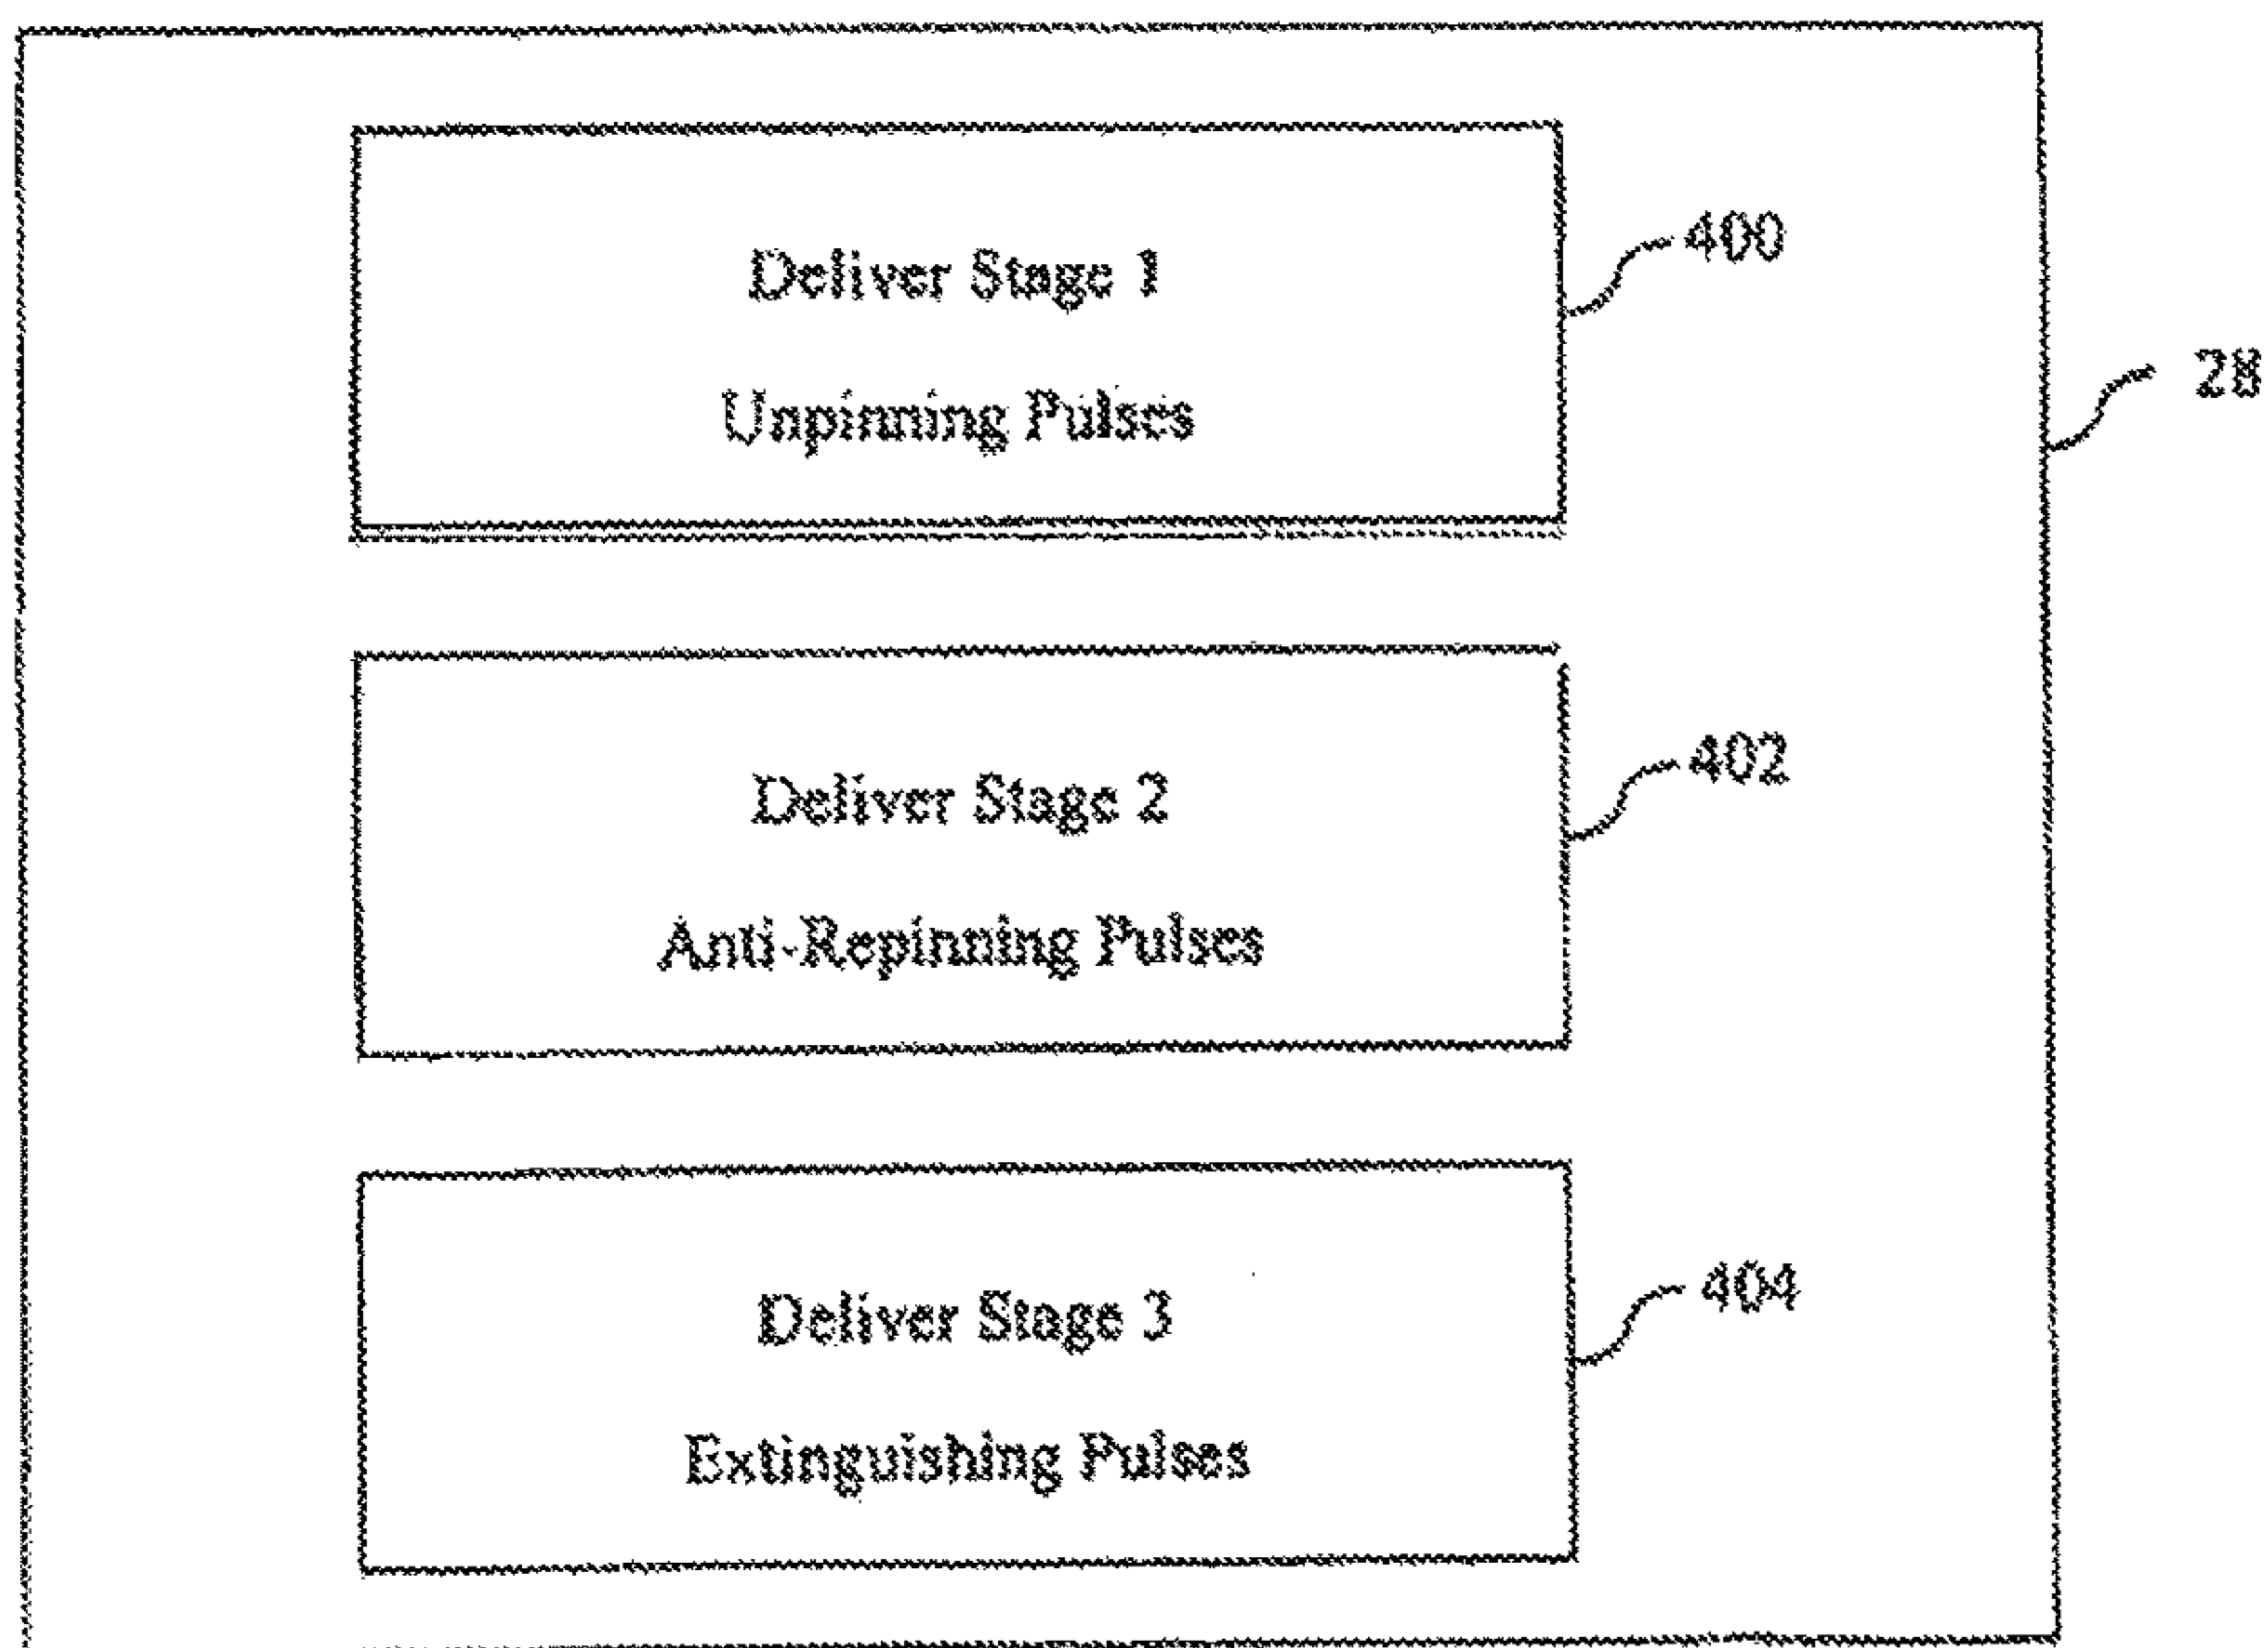 Deliver Stage 1
Unpinning Pulses
400
28
Deliver Stage 2
Anti-Repinning Pulses
402
Deliver Stage 3
Extinguishing Pulses
404